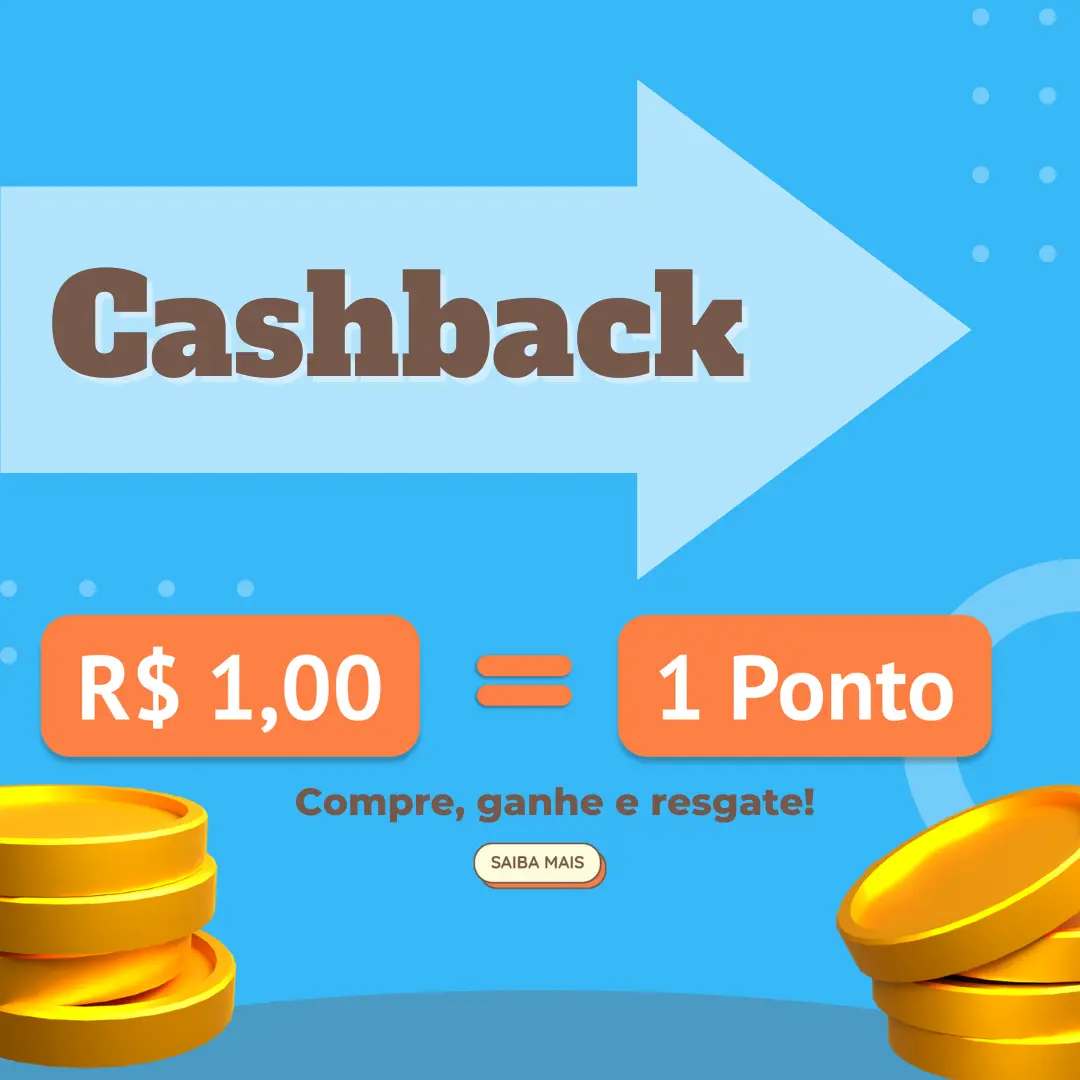 Cashback
R$ 1,00 = 1 Ponto
Compre, ganhe e resgate!
SAIBA MAIS